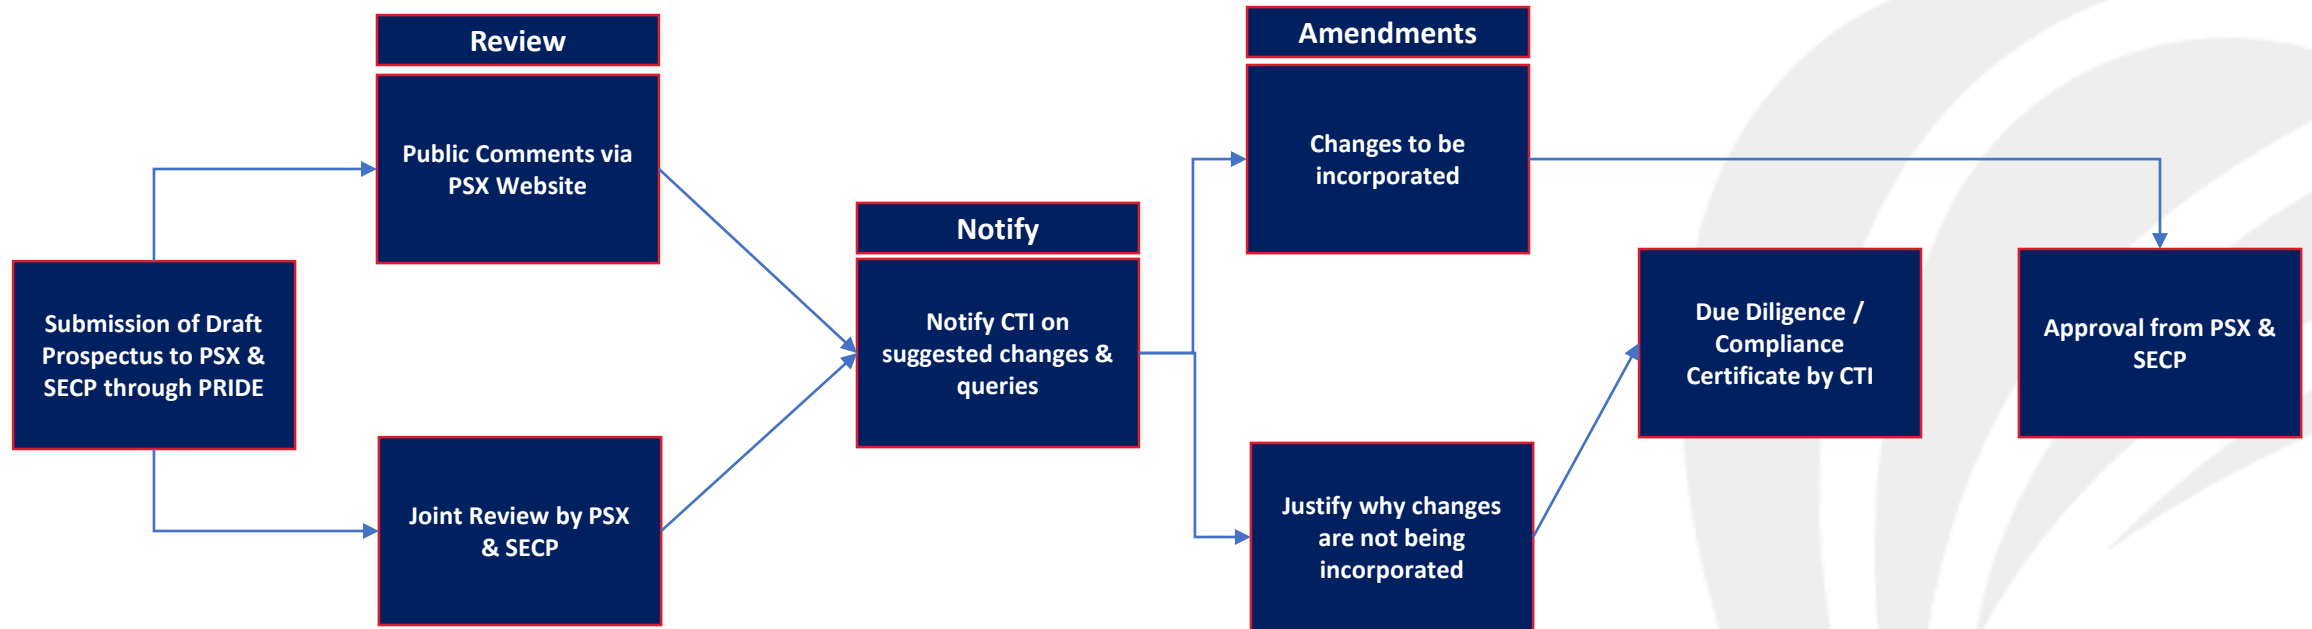 Review
Public Comments via
PSX Website
Submission of Draft
Prospectus to PSX &
SECP through PRIDE
Joint Review by PSX
& SECP
Notify
Notify CTI on
suggested changes &
queries
Amendments
Changes to be
incorporated
Justify why changes
are not being
incorporated
Due Diligence /
Compliance
Certificate by CTI
Approval from PSX &
SECP